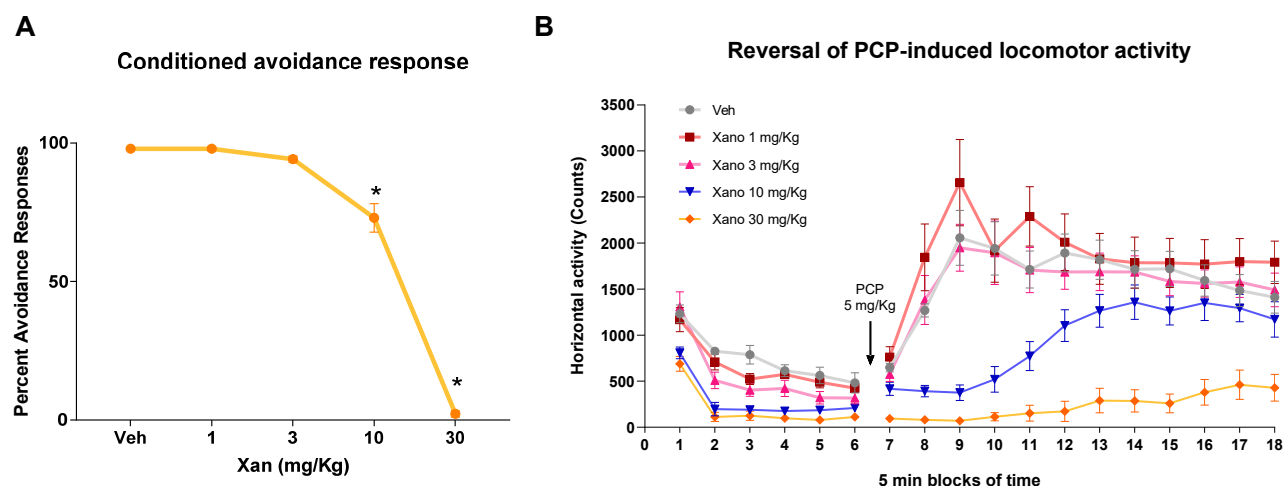 A
Conditioned avoidance response
Percent Avoidance Responses
100
50
0
*
*
Veh 1 3 10 30
Xan (mg/Kg)
B
Reversal of PCP-induced locomotor activity
Horizontal activity (Counts)
3500
3000
2500
2000
1500
1000
500
0
Veh
Xano 1 mg/Kg
Xano 3 mg/Kg
Xano 10 mg/Kg
Xano 30 mg/Kg
PCP
5 mg/Kg
0 1 2 3 4 5 6 7 8 9 10 11 12 13 14 15 16 17 18
5 min blocks of time